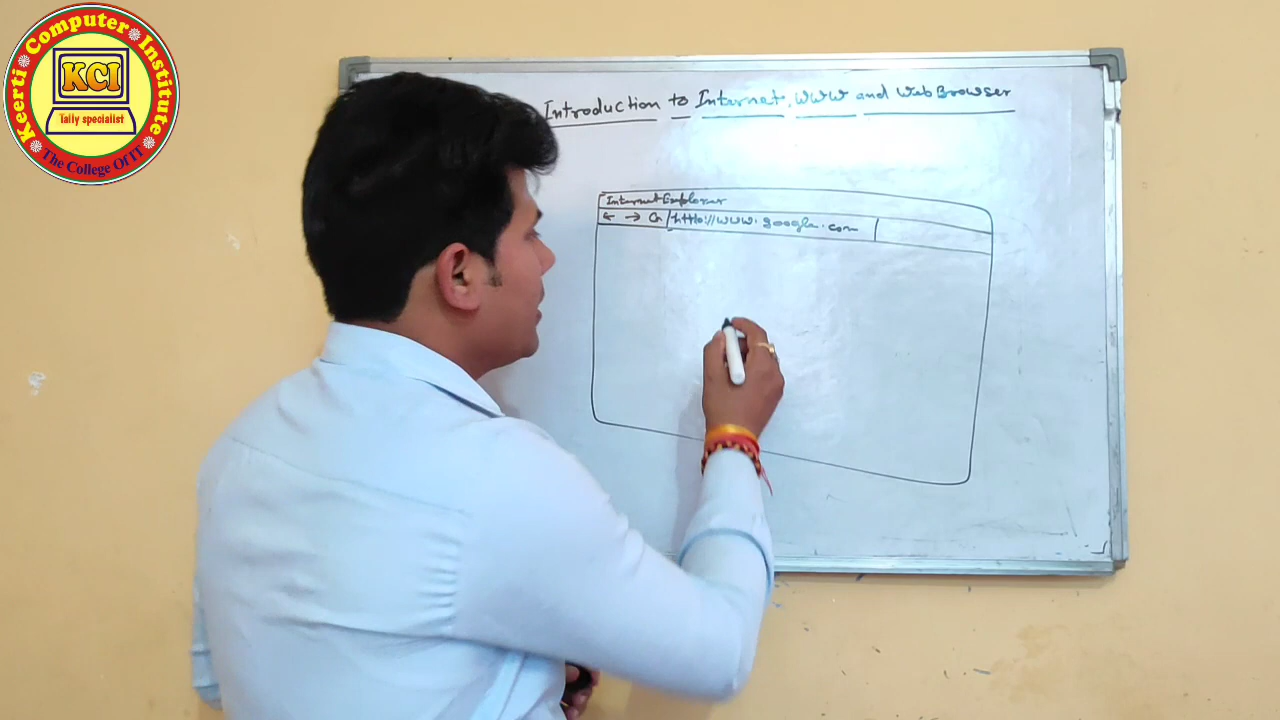 Keerti Computer Institute
KCI
Tally specialist
The College Of IT
Introduction to Internet, WWW and Web Browser
Internet Explorer
http://www.google.com